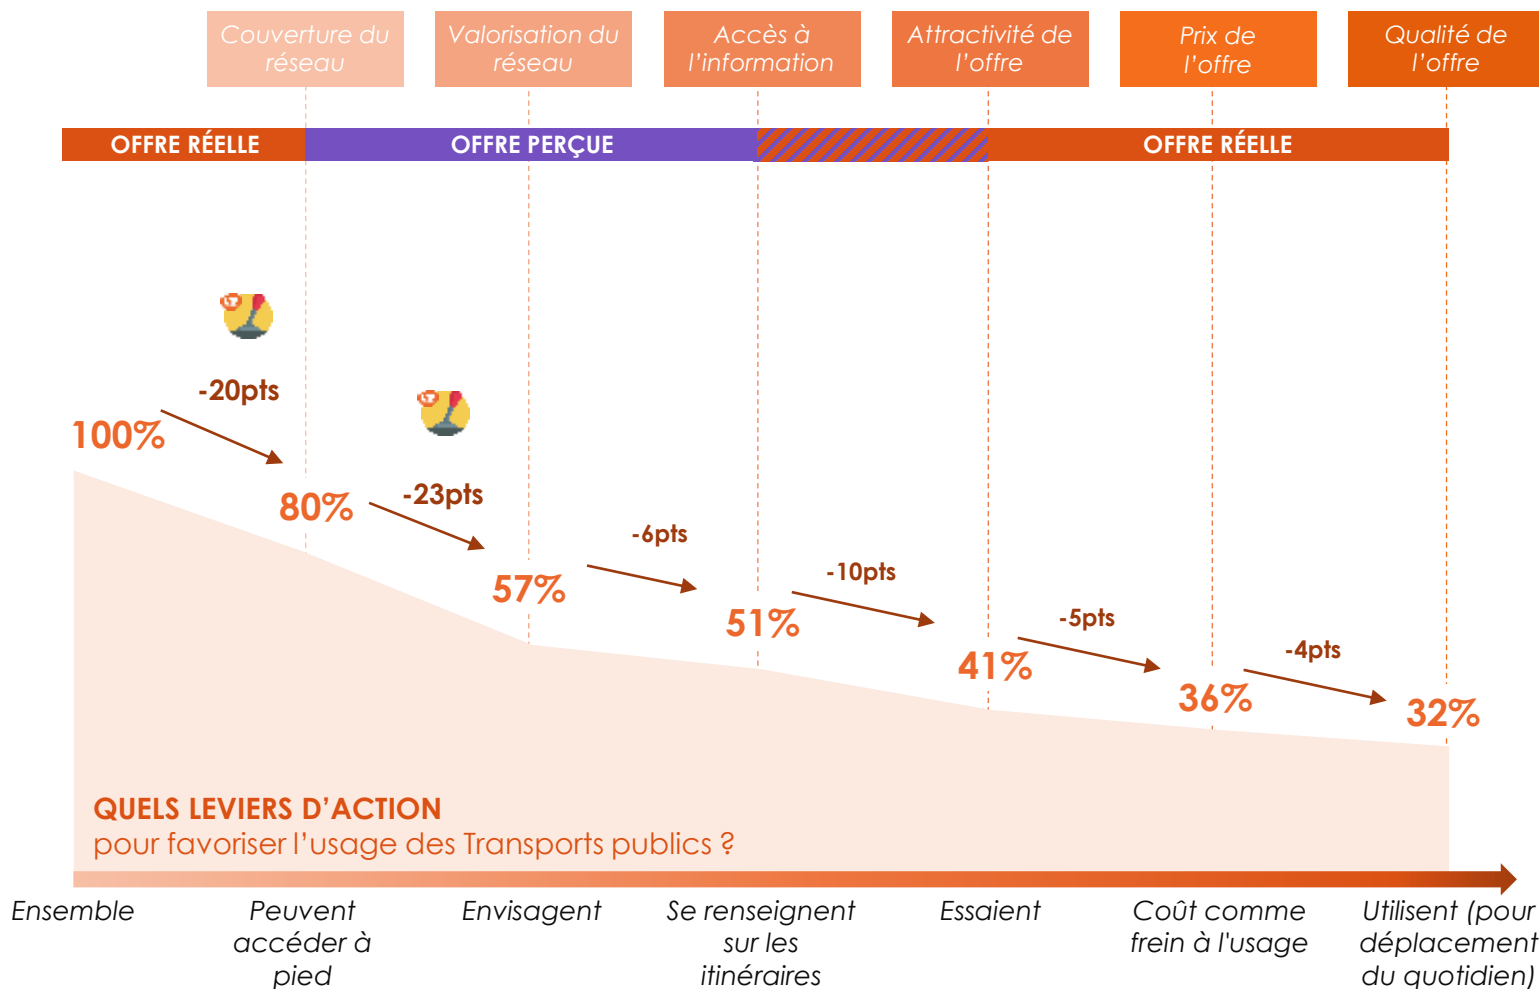 Couverture du
réseau
Valorisation du
réseau
Accès à
l'information
Attractivité de
l'offre
Prix de
l'offre
Qualité de
l'offre
OFFRE RÉELLE
OFFRE PERÇUE
OFFRE RÉELLE
-20pts
100%
80%
-23pts
57%
-6pts
51%
-10pts
41%
-5pts
36%
-4pts
32%
QUELS LEVIERS D'ACTION
pour favoriser l'usage des Transports publics ?
Ensemble
Peuvent
accéder à
pied
Envisagent
Se renseignent
sur les
itinéraires
Essaient
Coût comme
frein à l'usage
Utilisent (pour
déplacement
du quotidien)